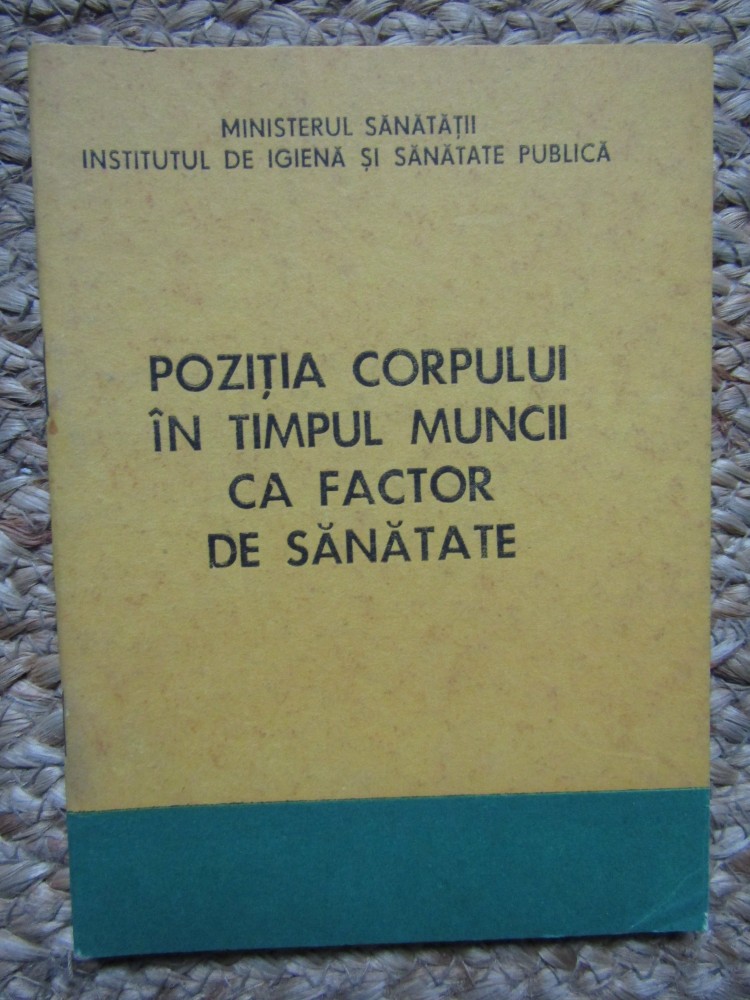 MINISTERUL SĂNĂTĂȚII
INSTITUTUL DE IGIENĂ ȘI SĂNĂTATE PUBLICĂ
POZIȚIA CORPULUI
ÎN TIMPUL MUNCII
CA FACTOR
DE SĂNĂTATE